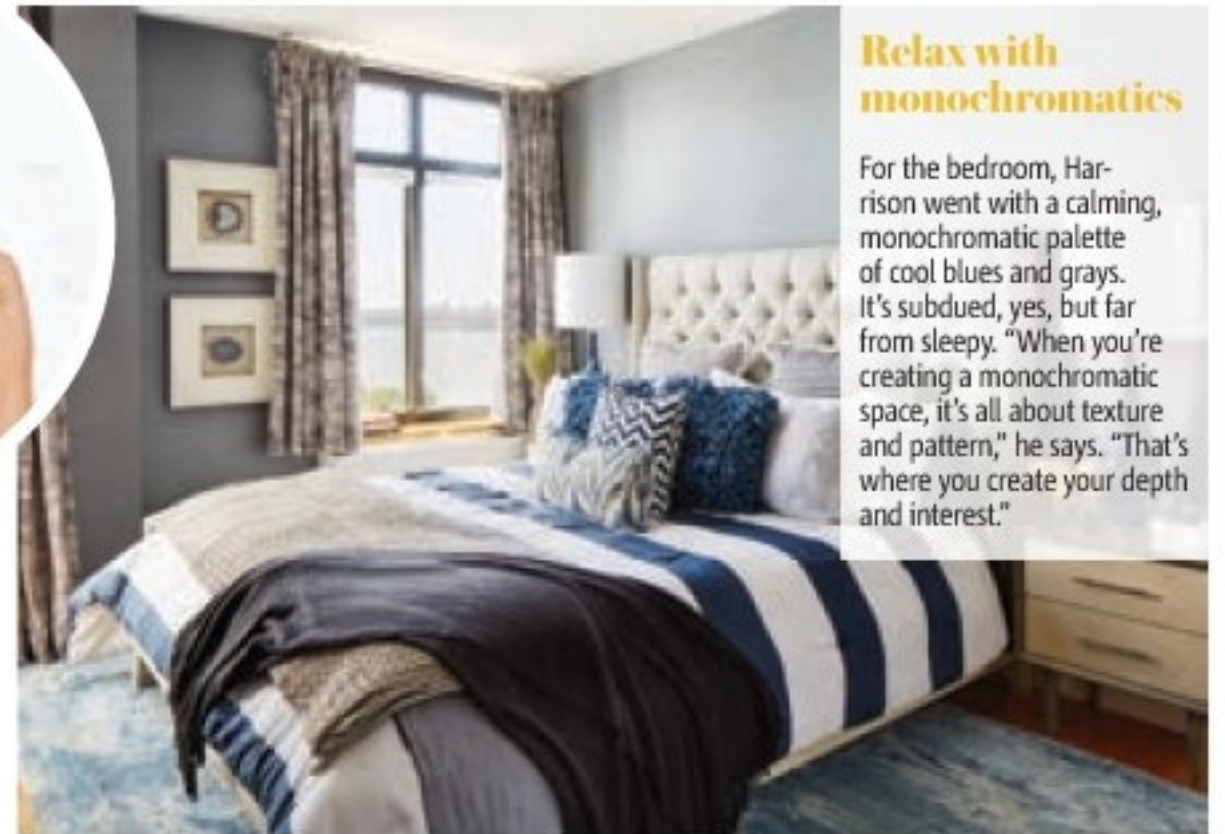 Relax with
monochromatics
For the bedroom, Har-
rison went with a calming,
monochromatic palette
of cool blues and grays.
It's subdued, yes, but far
from sleepy. “When you're
creating a monochromatic
space, it's all about texture
and pattern,” he says. “That's
where you create your depth
and interest.”